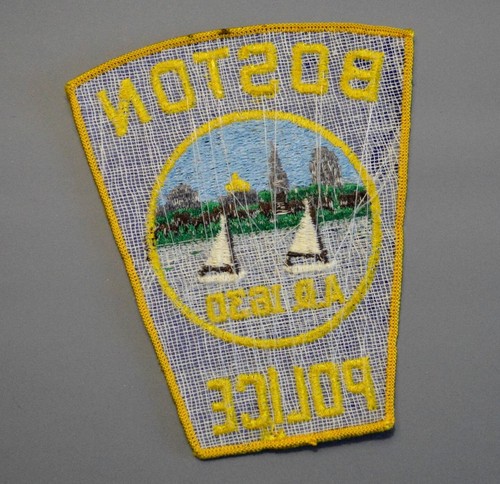 BOSTON
A.D. 1630
POLICE